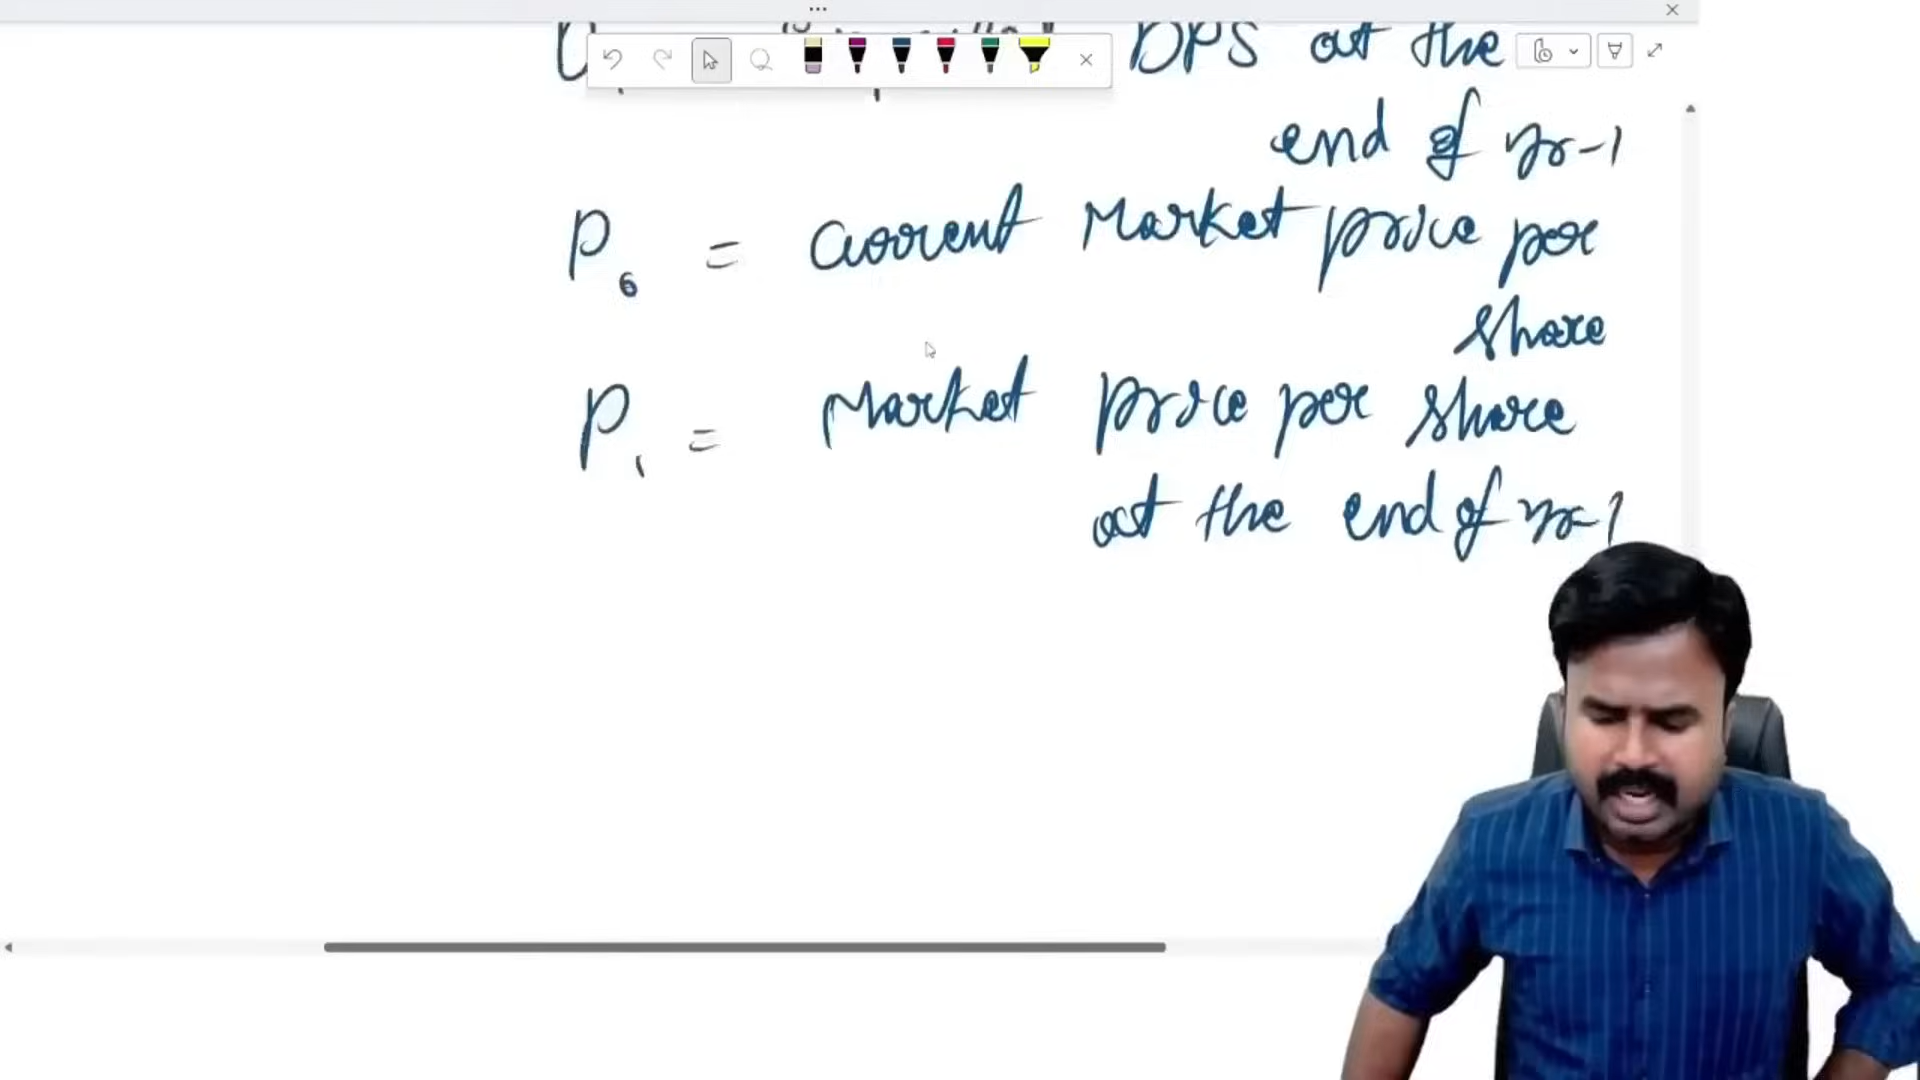 DPS at the
end of yr-1
P₀ = Current Market price per
share
P₁ = Market price per share
at the end of yr-1